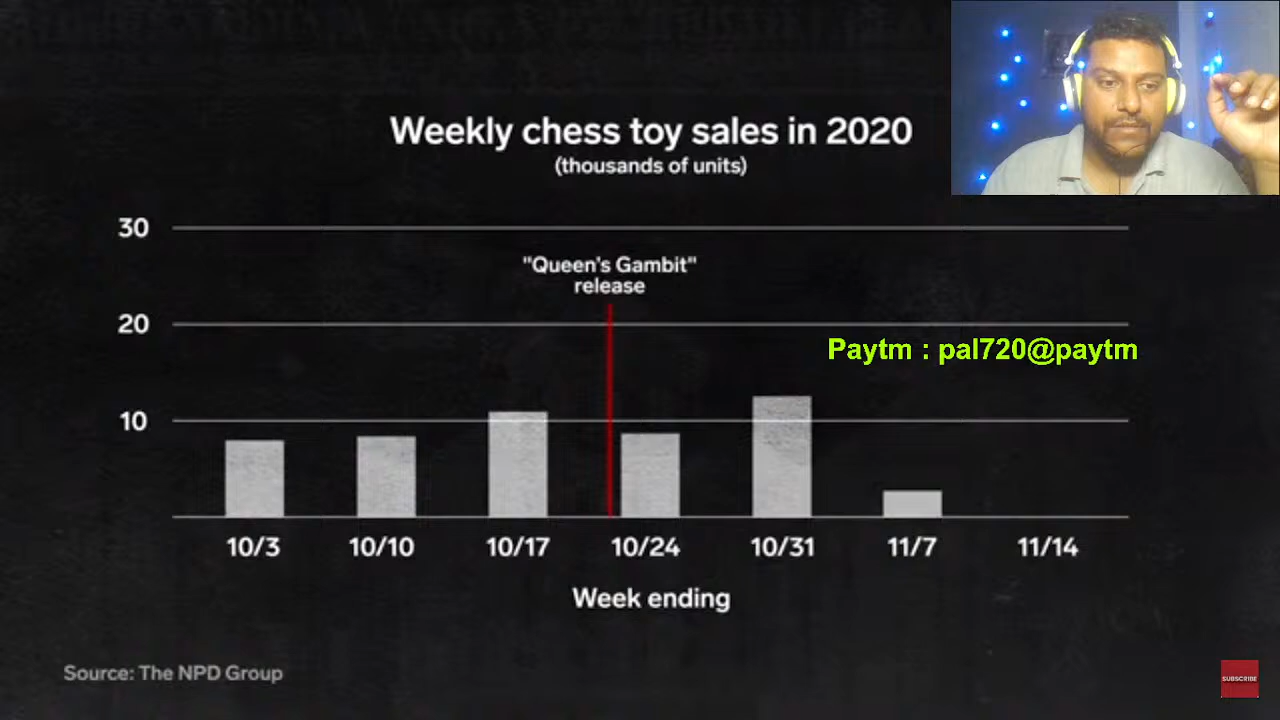 Weekly chess toy sales in 2020
(thousands of units)
30
"Queen's Gambit"
release
20
Paytm : pal720@paytm
10
10/3 10/10 10/17 10/24 10/31 11/7 11/14
Week ending
Source: The NPD Group
SUBSCRIBE